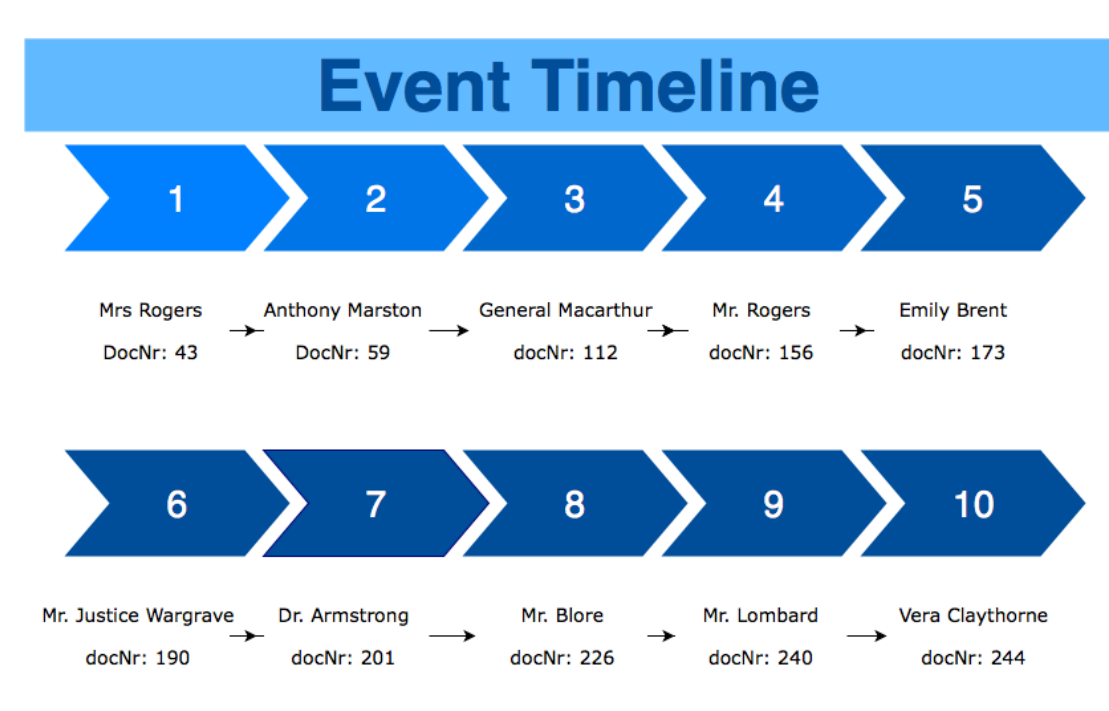 Event Timeline
1 2 3 4 5
Mrs Rogers Anthony Marston General Macarthur Mr. Rogers Emily Brent
DocNr: 43 DocNr: 59 docNr: 112 docNr: 156 docNr: 173
6 7 8 9 10
Mr. Justice Wargrave Dr. Armstrong Mr. Blore Mr. Lombard Vera Claythorne
docNr: 190 docNr: 201 docNr: 226 docNr: 240 docNr: 244